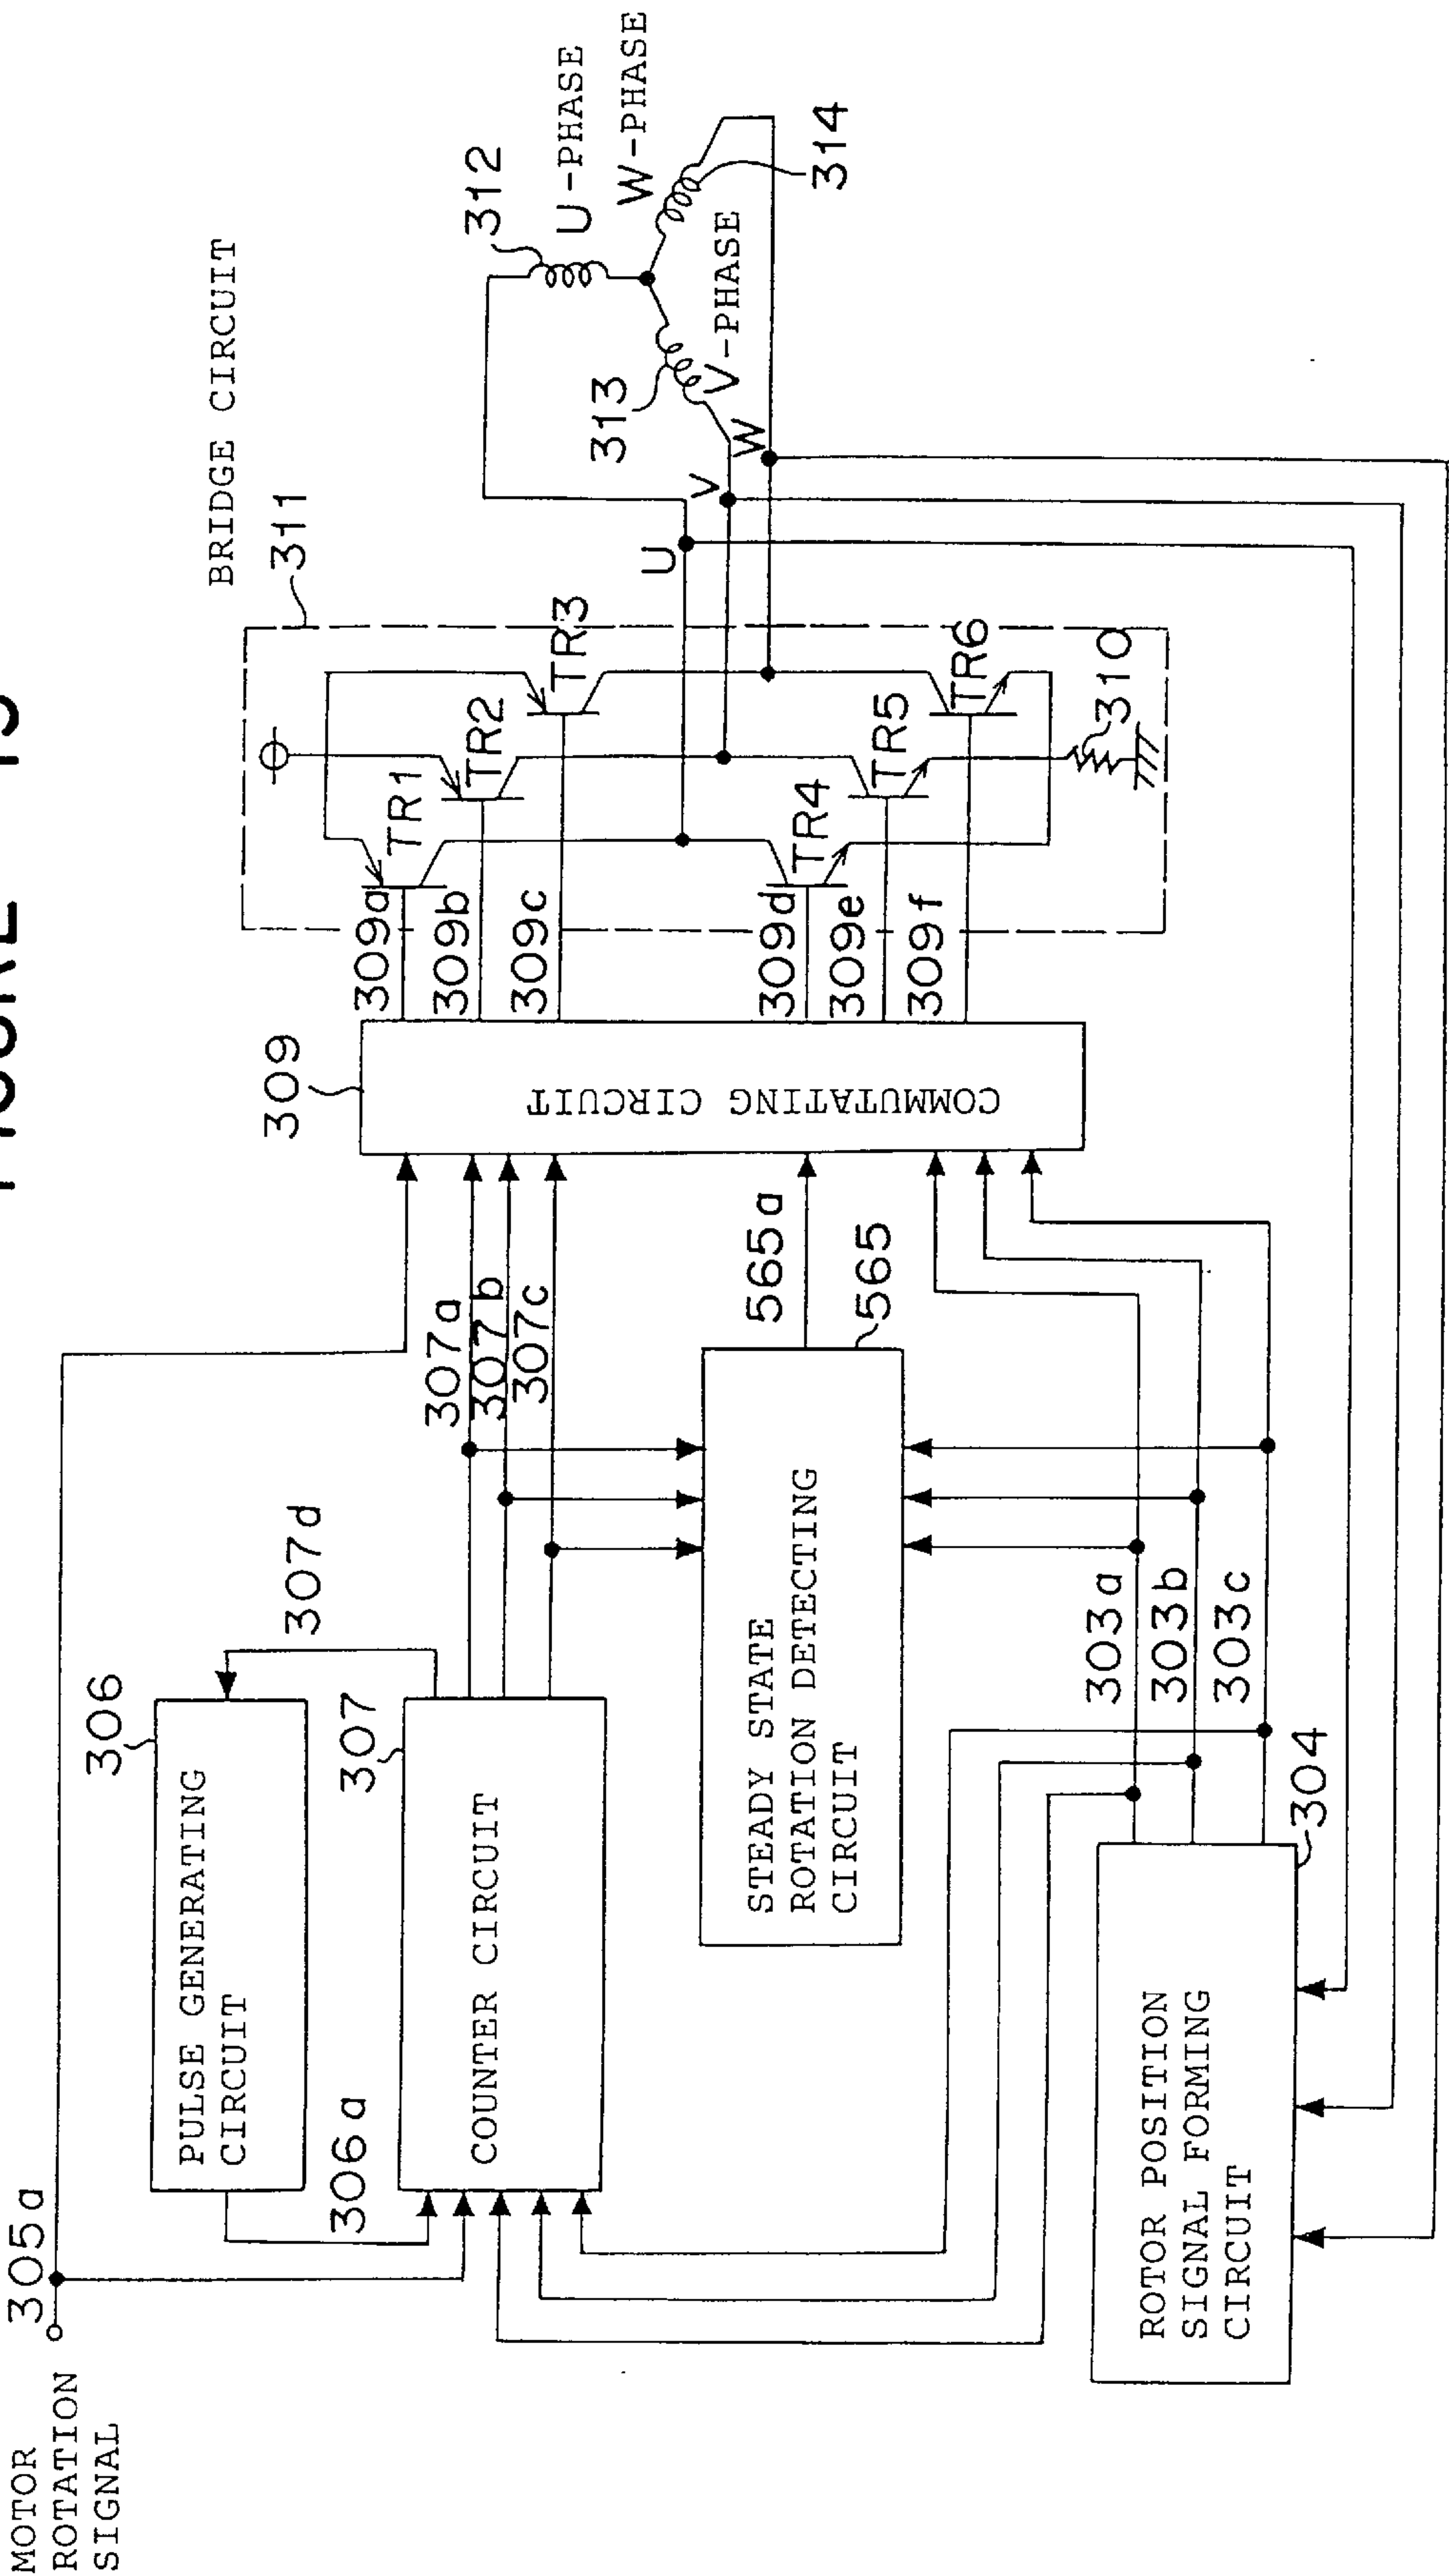 MOTOR
ROTATION
SIGNAL
305a
306
PULSE GENERATING
CIRCUIT
306a
307d
307
COUNTER CIRCUIT
307a
307b
307c
STEADY STATE
ROTATION DETECTING
CIRCUIT
565a
565
303a
303b
303c
ROTOR POSITION
SIGNAL FORMING
CIRCUIT
304
309
COMMUTATING CIRCUIT
309a
309b
309c
309d
309e
309f
BRIDGE CIRCUIT
311
TR1
TR2
TR3
TR4
TR5
TR6
310
U
V
W
312
U-PHASE
W-PHASE
313
V-PHASE
314